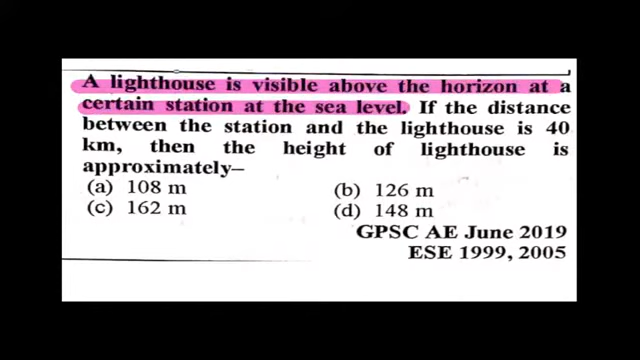 A lighthouse is visible above the horizon at a
certain station at the sea level. If the distance
between the station and the lighthouse is 40
km, then the height of lighthouse is
approximately–
(a) 108 m (b) 126 m
(c) 162 m (d) 148 m
GPSC AE June 2019
ESE 1999, 2005